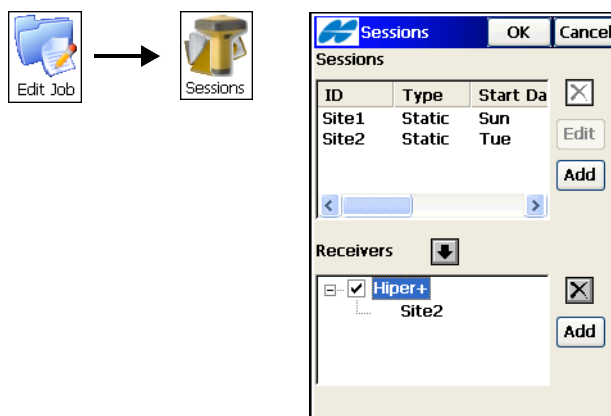 Edit Job
Sessions
Sessions OK Cancel
Sessions
ID Type Start Da
Site1 Static Sun
Site2 Static Tue
Edit
Add
Receivers
Hiper+
Site2
Add